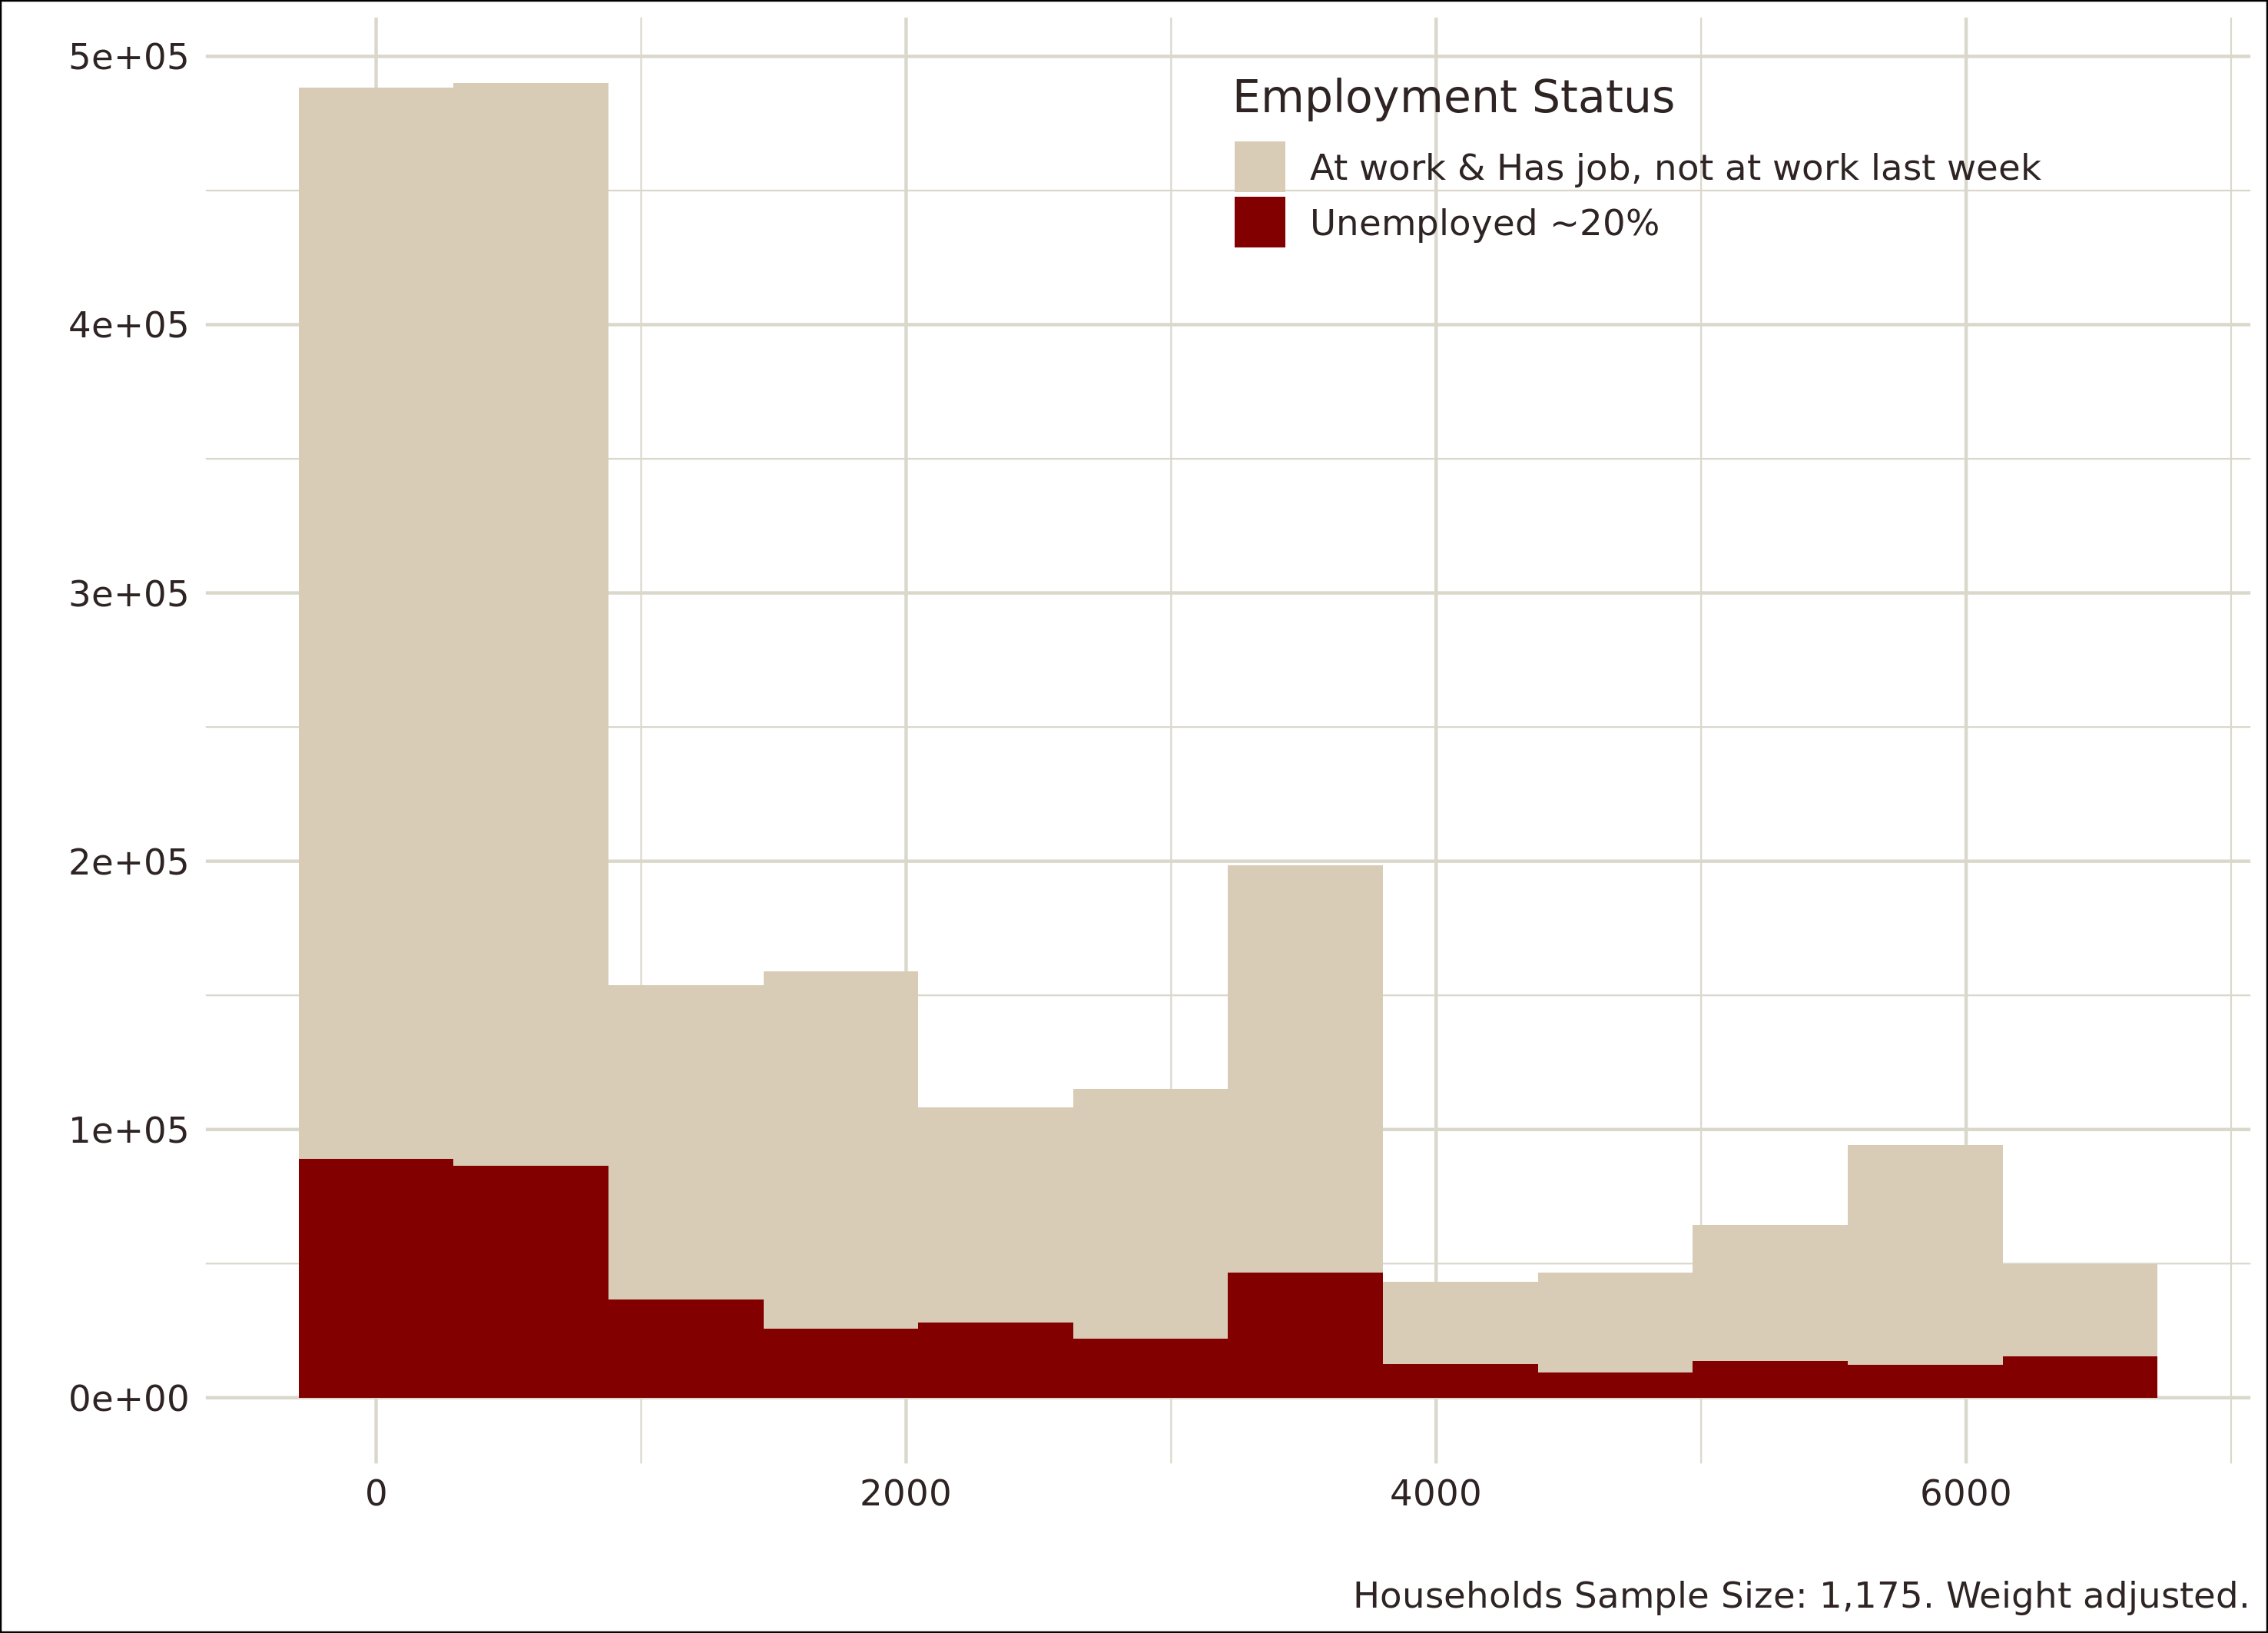 5e+05
Employment Status
At work & Has job, not at work last week
Unemployed ~20%
4e+05
3e+05
2e+05
1e+05
0e+00
0 2000 4000 6000
Households Sample Size: 1,175. Weight adjusted.